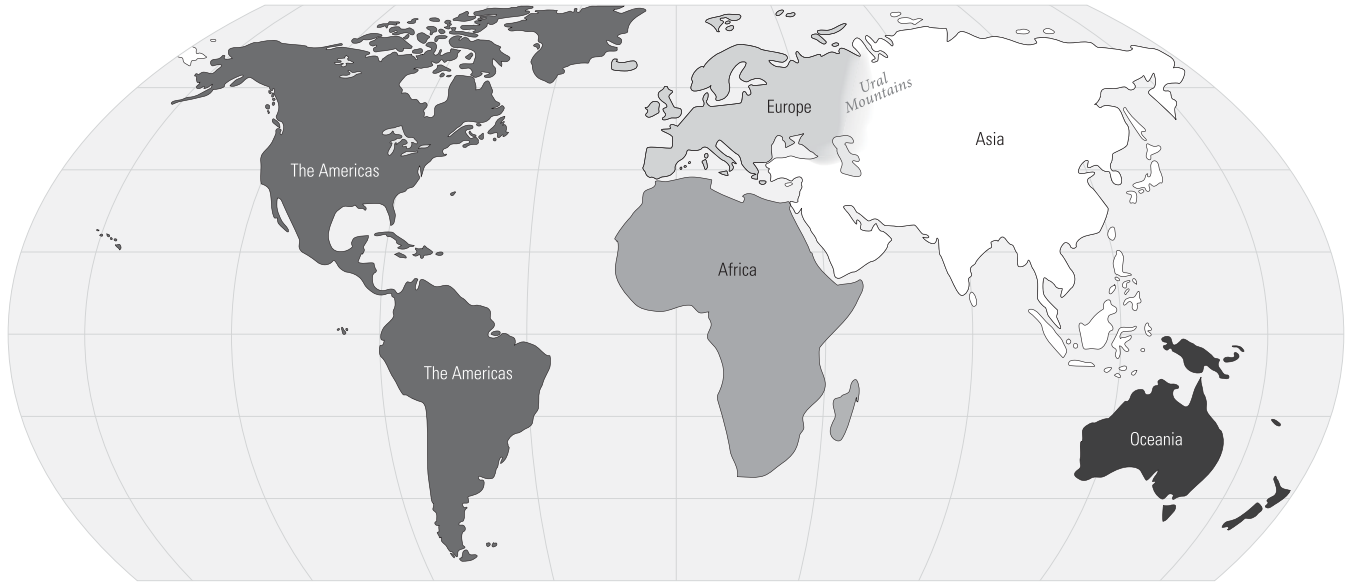 Ural
Mountains
Europe
Asia
The Americas
Africa
The Americas
Oceania